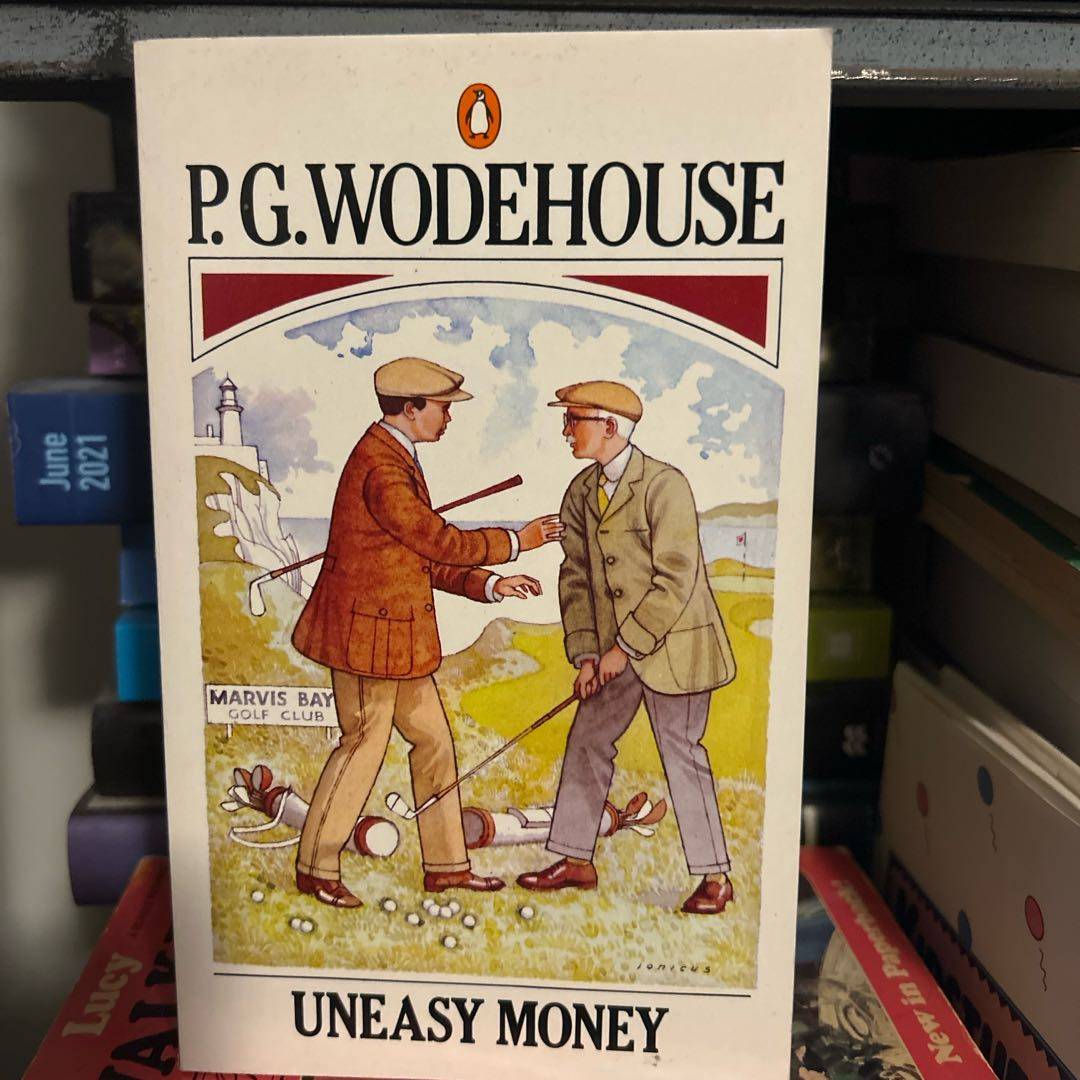 P. G. WODEHOUSE
MARVIS BAY
GOLF CLUB
ionicus
UNEASY MONEY
June
2021
Lucy
New in Paperback!